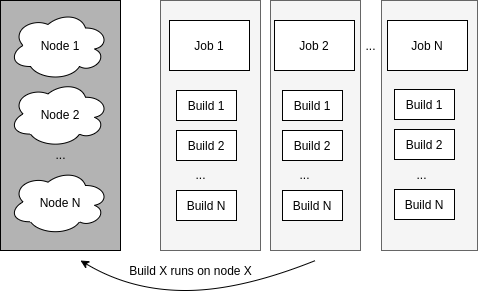 Node 1
Node 2
...
Node N
Job 1
Build 1
Build 2
...
Build N
Job 2
Build 1
Build 2
...
Build N
...
Job N
Build 1
Build 2
...
Build N
Build X runs on node X